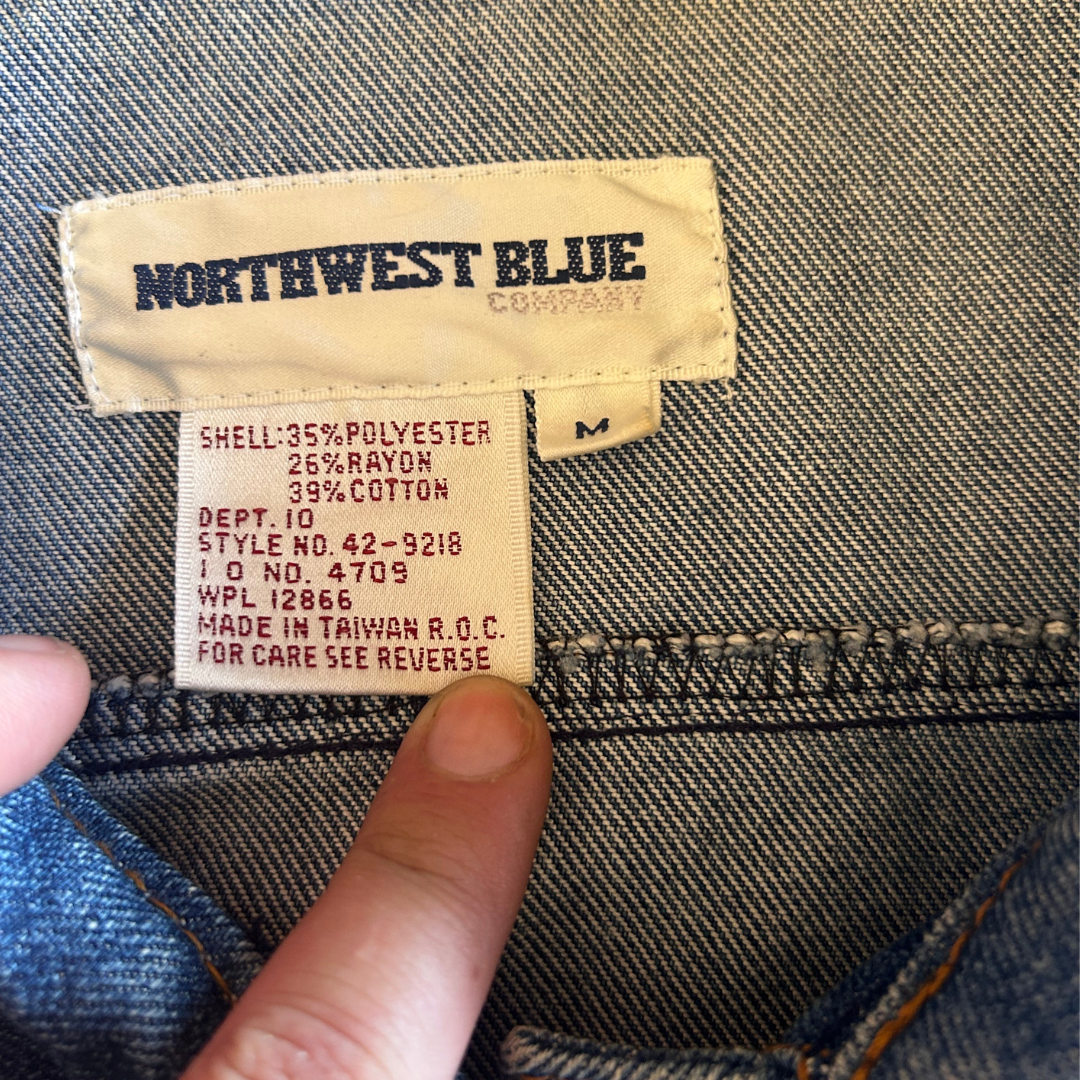 NORTHWEST BLUE
COMPANY
M
SHELL:35%POLYESTER
26%RAYON
39%COTTON
DEPT.10
STYLE NO. 42-9218
I O NO. 4709
WPL 12866
MADE IN TAIWAN R.O.C.
FOR CARE SEE REVERSE